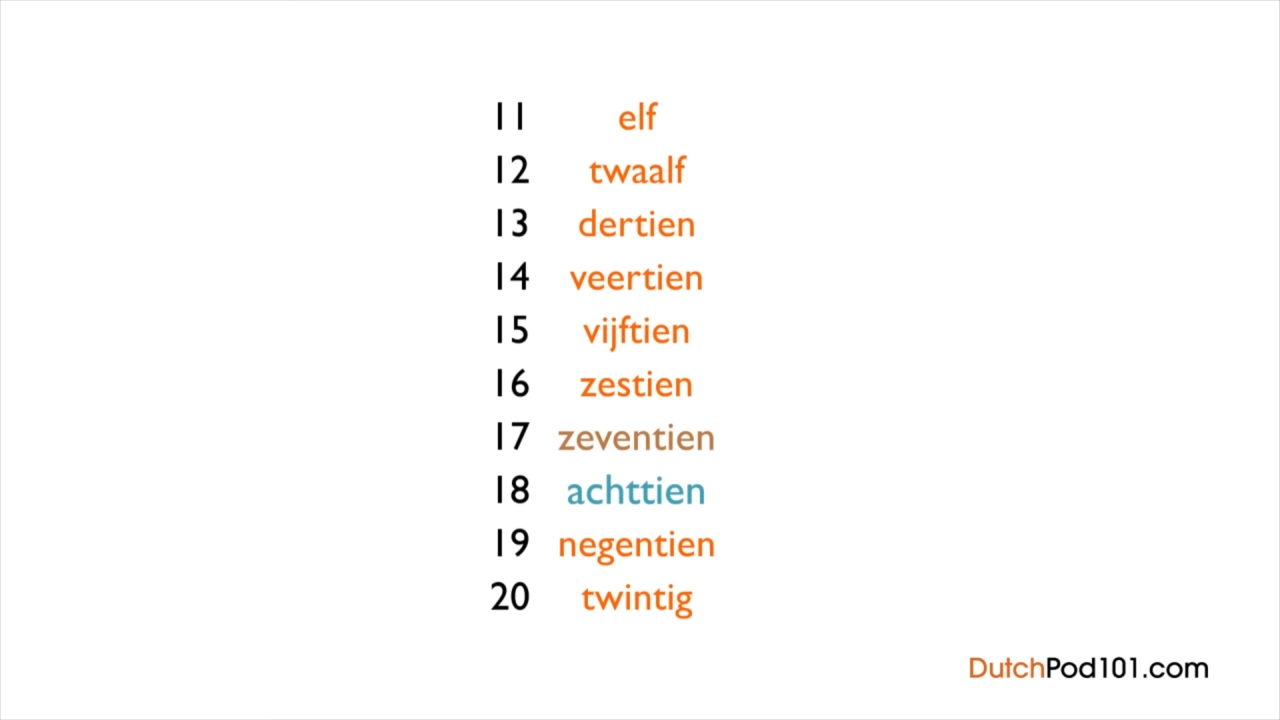 11 elf
12 twaalf
13 dertien
14 veertien
15 vijftien
16 zestien
17 zeventien
18 achttien
19 negentien
20 twintig
DutchPod101.com